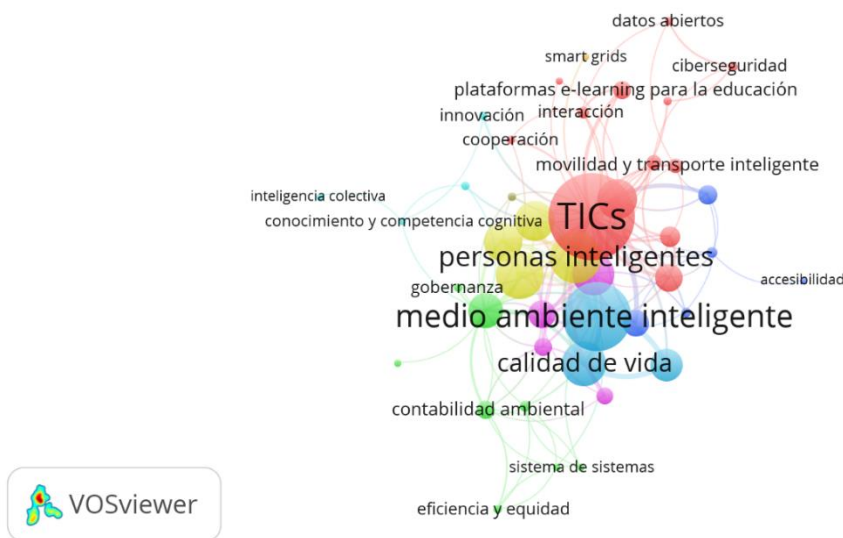 datos abiertos
smart grids
ciberseguridad
plataformas e-learning para la educación
innovación
interacción
cooperación
movilidad y transporte inteligente
inteligencia colectiva
TICs
conocimiento y competencia cognitiva
personas inteligentes
accesibilidad
gobernanza
medio ambiente inteligente
calidad de vida
contabilidad ambiental
sistema de sistemas
eficiencia y equidad
VOSviewer